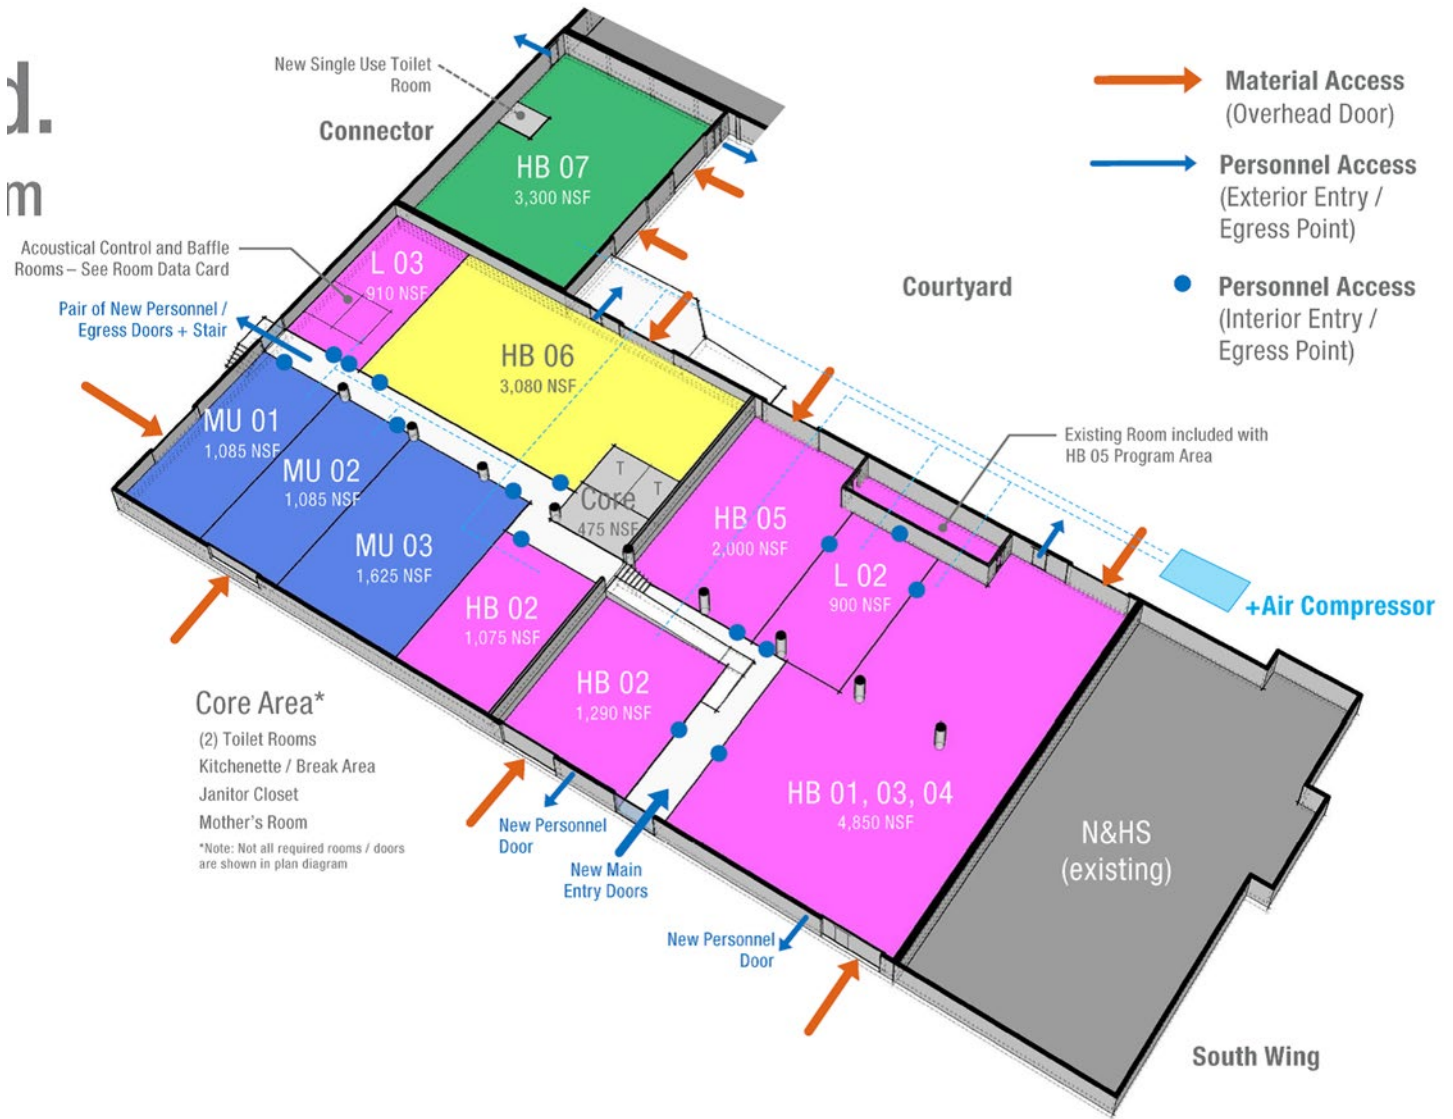 d.
m
New Single Use Toilet
Room
Connector
Material Access
(Overhead Door)
Personnel Access
(Exterior Entry /
Egress Point)
Personnel Access
(Interior Entry /
Egress Point)
HB 07
3,300 NSF
Acoustical Control and Baffle
Rooms – See Room Data Card
L 03
910 NSF
Courtyard
Pair of New Personnel /
Egress Doors + Stair
HB 06
3,080 NSF
MU 01
1,085 NSF
MU 02
1,085 NSF
MU 03
1,625 NSF
T
T
Core
475 NSF
Existing Room included with
HB 05 Program Area
HB 05
2,000 NSF
L 02
900 NSF
+Air Compressor
HB 02
1,075 NSF
HB 02
1,290 NSF
Core Area*
(2) Toilet Rooms
Kitchenette / Break Area
Janitor Closet
Mother's Room
*Note: Not all required rooms / doors
are shown in plan diagram
HB 01, 03, 04
4,850 NSF
New Personnel
Door
New Main
Entry Doors
New Personnel
Door
N&HS
(existing)
South Wing